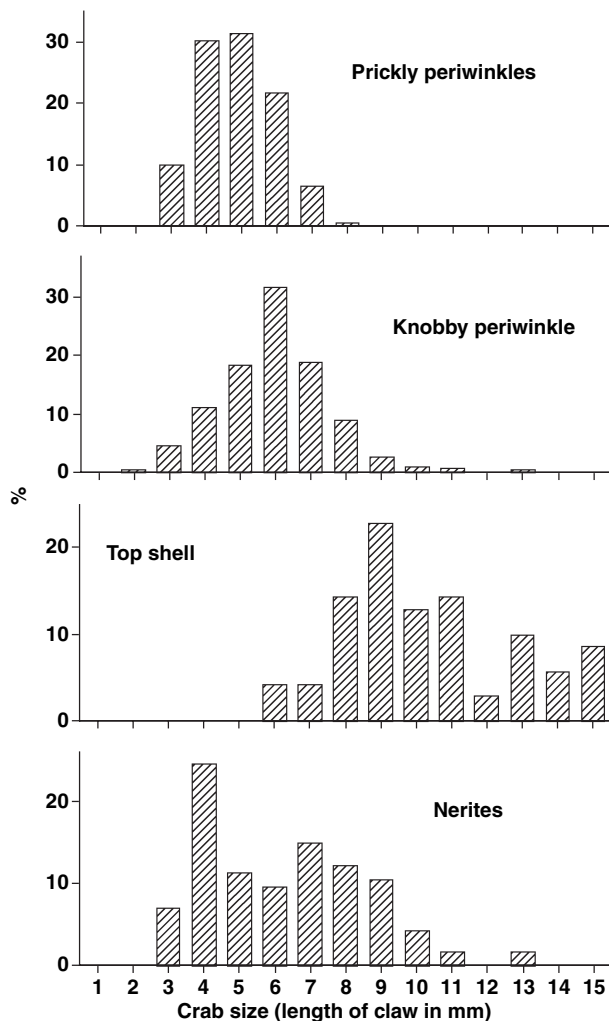 30
Prickly periwinkles
20
10
0
30
Knobby periwinkle
20
10
0
%
20
Top shell
10
0
20
Nerites
10
0
1 2 3 4 5 6 7 8 9 10 11 12 13 14 15
Crab size (length of claw in mm)